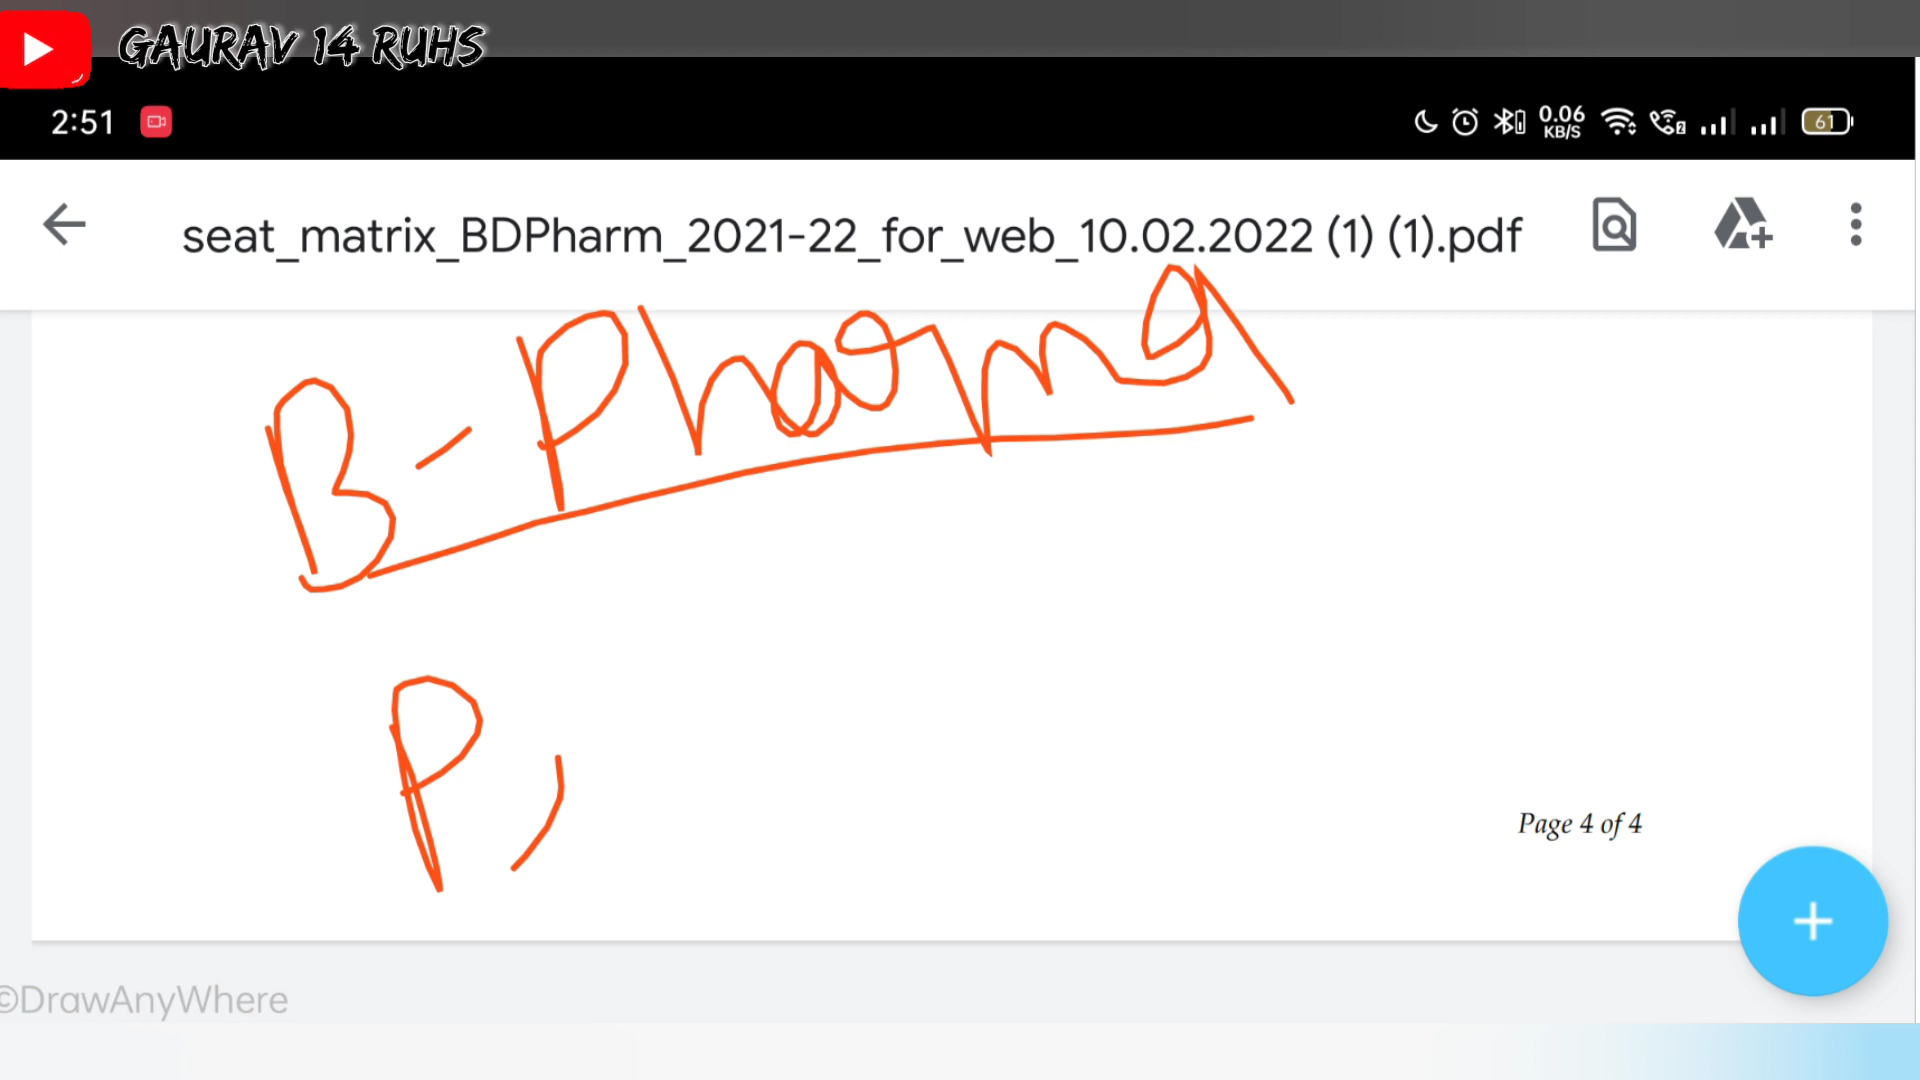 GAURAV 14 RUHS
2:51
0.06 KB/S
2
61
seat_matrix_BDPharm_2021-22_for_web_10.02.2022 (1) (1).pdf
B-Pharma
P,
Page 4 of 4
©DrawAnyWhere